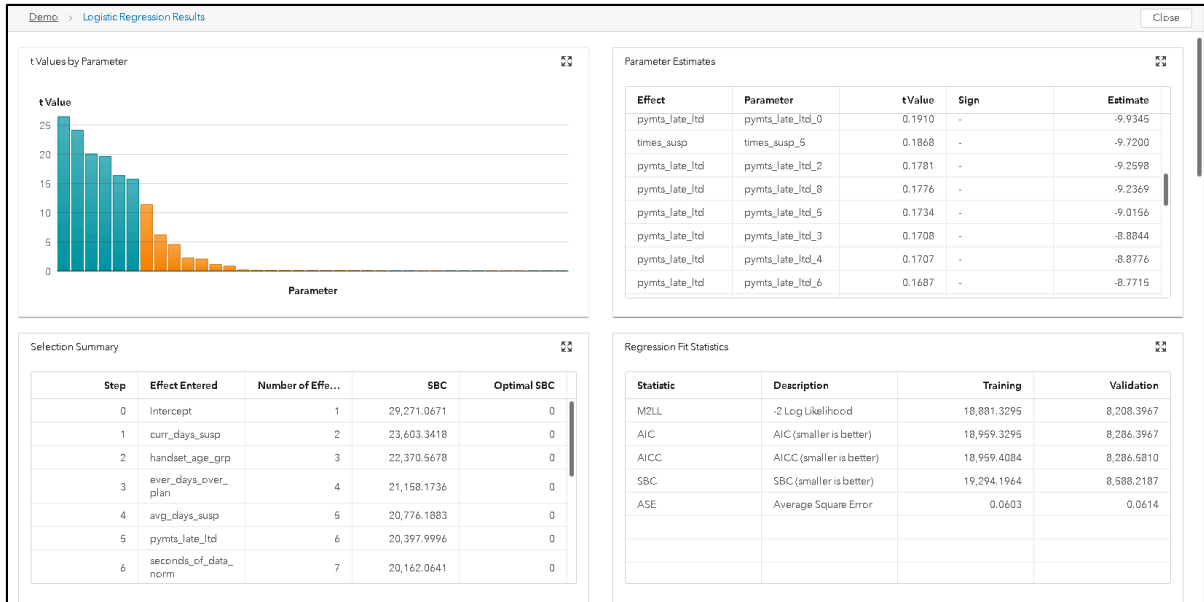 Demo > Logistic Regression Results
Close
t Values by Parameter
t Value
25
20
15
10
5
0
Parameter
Parameter Estimates
Effect Parameter t Value Sign Estimate
pymts_late_ltd pymts_late_ltd_0 0.1910 - -9.9345
times_susp times_susp_5 0.1868 - -9.7200
pymts_late_ltd pymts_late_ltd_2 0.1781 - -9.2598
pymts_late_ltd pymts_late_ltd_8 0.1776 - -9.2369
pymts_late_ltd pymts_late_ltd_5 0.1734 - -9.0156
pymts_late_ltd pymts_late_ltd_3 0.1708 - -8.8844
pymts_late_ltd pymts_late_ltd_4 0.1707 - -8.8776
pymts_late_ltd pymts_late_ltd_6 0.1687 - -8.7715
Selection Summary
Step Effect Entered Number of Effe... SBC Optimal SBC
0 Intercept 1 29,271.0671 0
1 curr_days_susp 2 23,603.3418 0
2 handset_age_grp 3 22,370.5678 0
3 ever_days_over_ 4 21,158.1736 0
plan
4 avg_days_susp 5 20,776.1883 0
5 pymts_late_ltd 6 20,397.9996 0
6 seconds_of_data_ 7 20,162.0641 0
norm
Regression Fit Statistics
Statistic Description Training Validation
M2LL -2 Log Likelihood 18,881.3295 8,208.3967
AIC AIC (smaller is better) 18,959.3295 8,286.3967
AICC AICC (smaller is better) 18,959.4084 8,286.5810
SBC SBC (smaller is better) 19,294.1964 8,588.2187
ASE Average Square Error 0.0603 0.0614